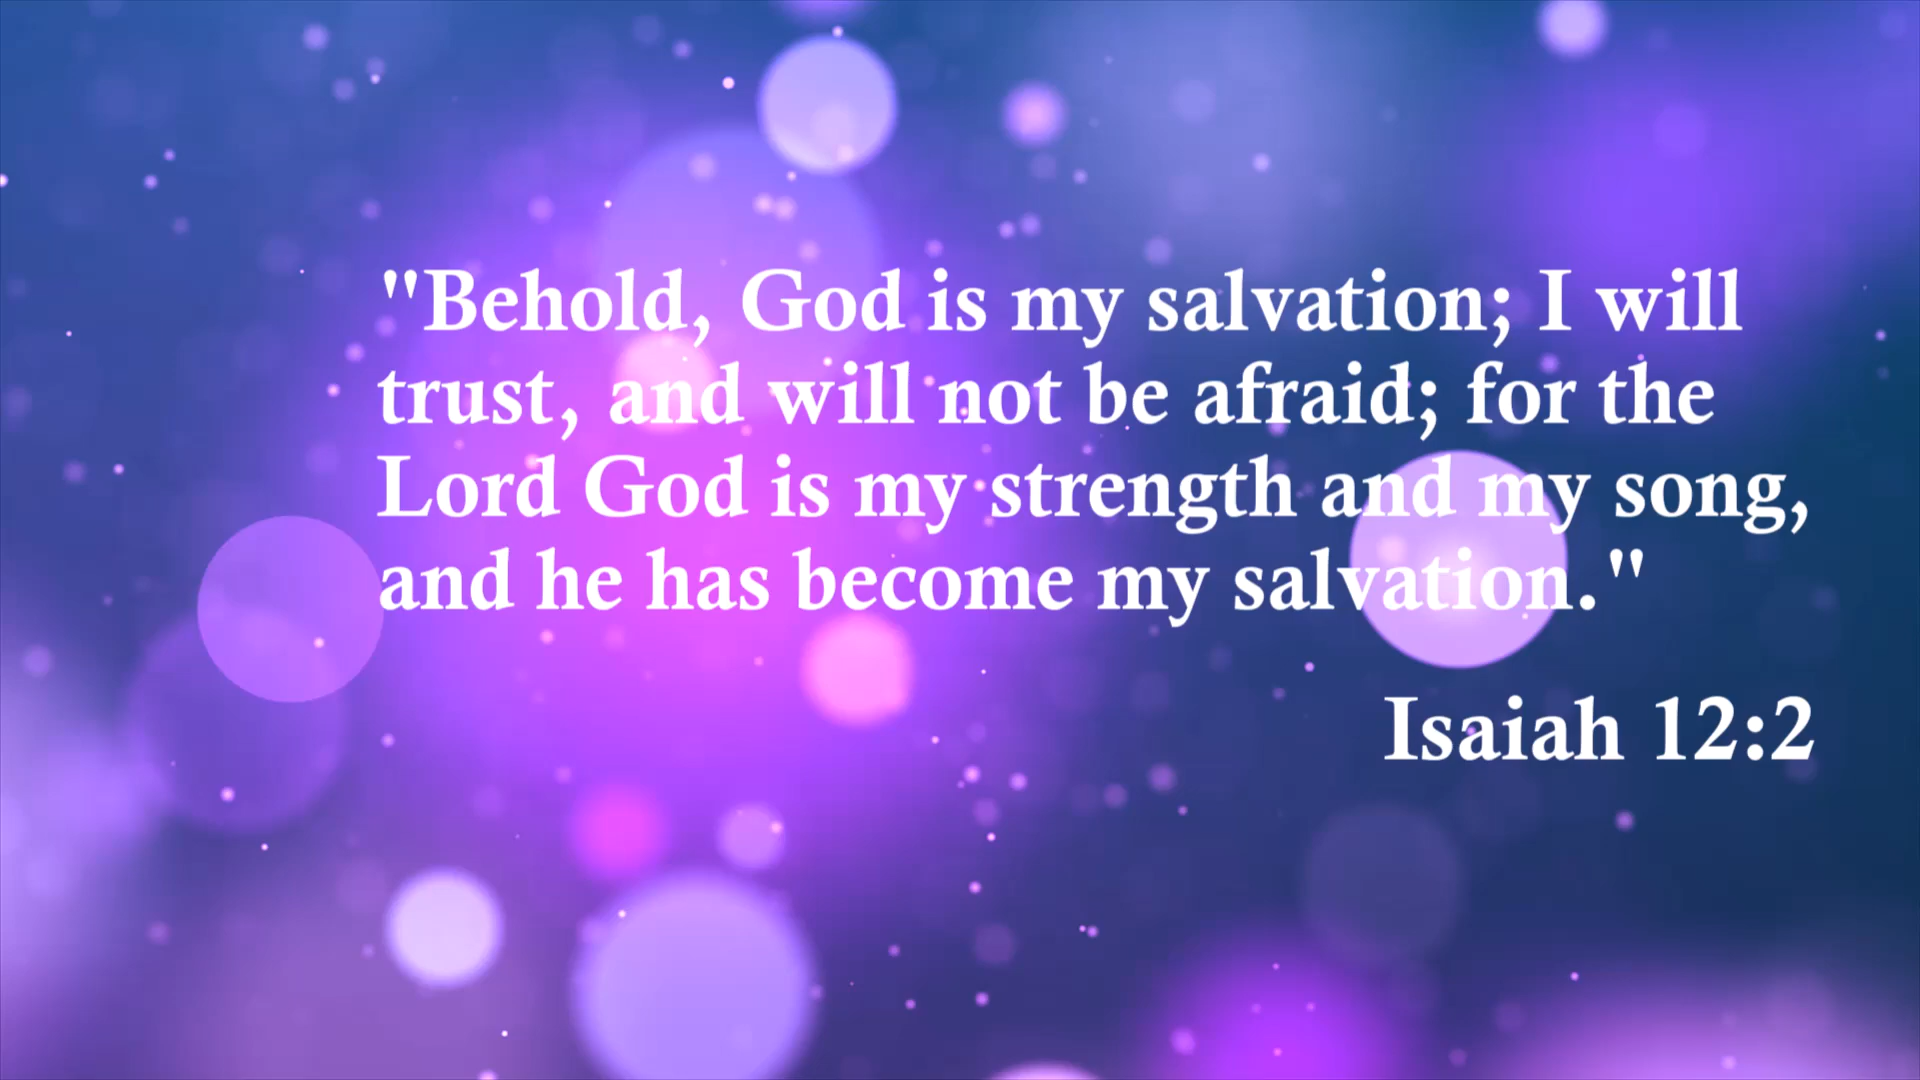 "Behold, God is my salvation; I will
trust, and will not be afraid; for the
Lord God is my strength and my song,
and he has become my salvation."
Isaiah 12:2